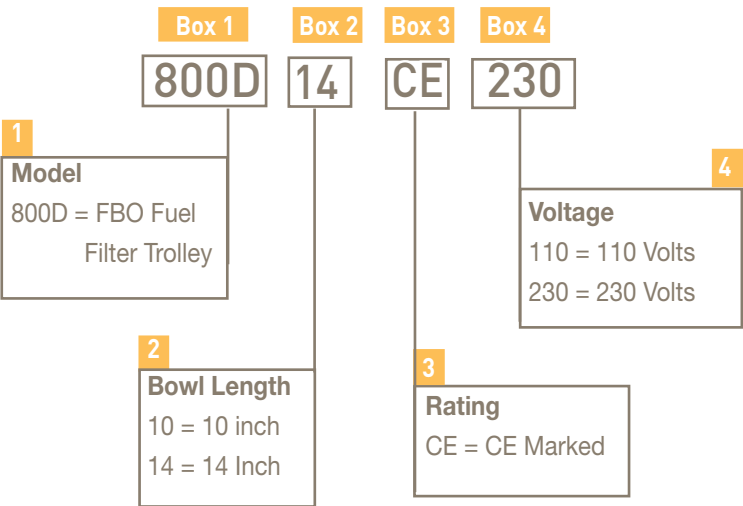 Box 1 Box 2 Box 3 Box 4
800D 14 CE 230
1
Model
800D = FBO Fuel
Filter Trolley
4
Voltage
110 = 110 Volts
230 = 230 Volts
2
Bowl Length
10 = 10 inch
14 = 14 Inch
3
Rating
CE = CE Marked